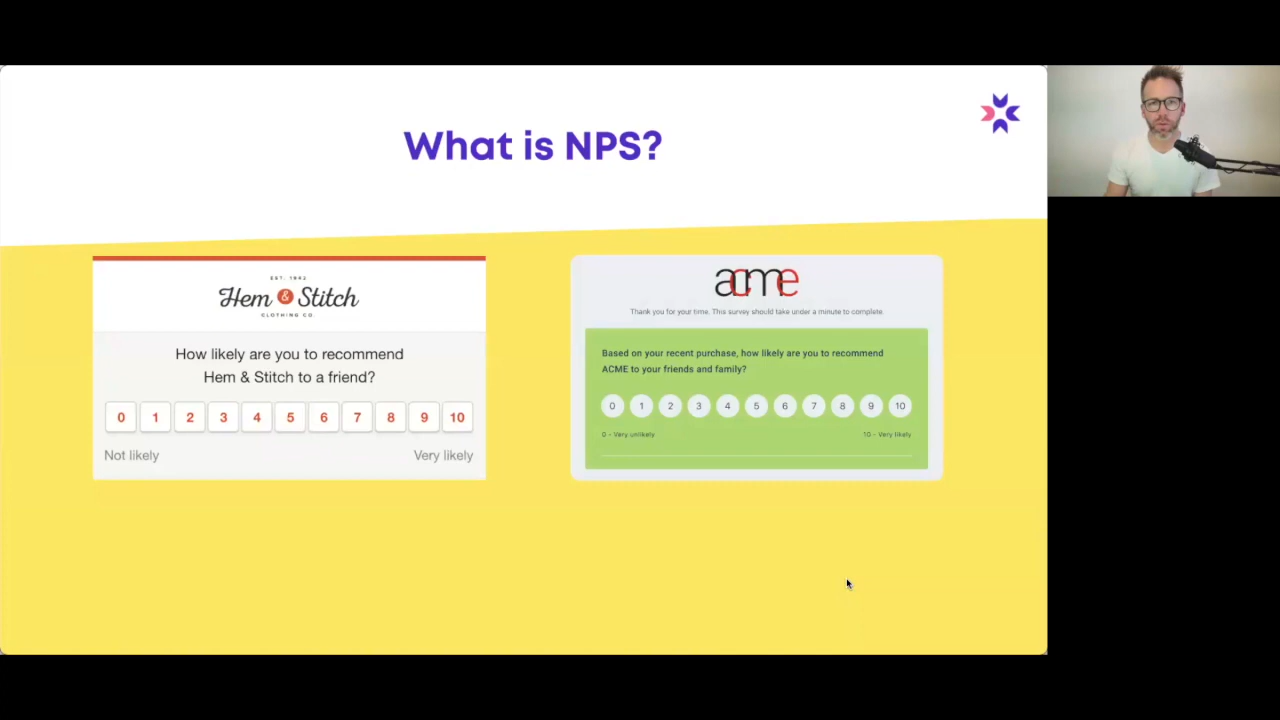 What is NPS?
EST. 1942
Hem & Stitch
CLOTHING CO.
How likely are you to recommend
Hem & Stitch to a friend?
0 1 2 3 4 5 6 7 8 9 10
Not likely Very likely
acme
Thank you for your time. This survey should take under a minute to complete.
Based on your recent purchase, how likely are you to recommend
ACME to your friends and family?
0 1 2 3 4 5 6 7 8 9 10
0 - Very unlikely 10 - Very likely